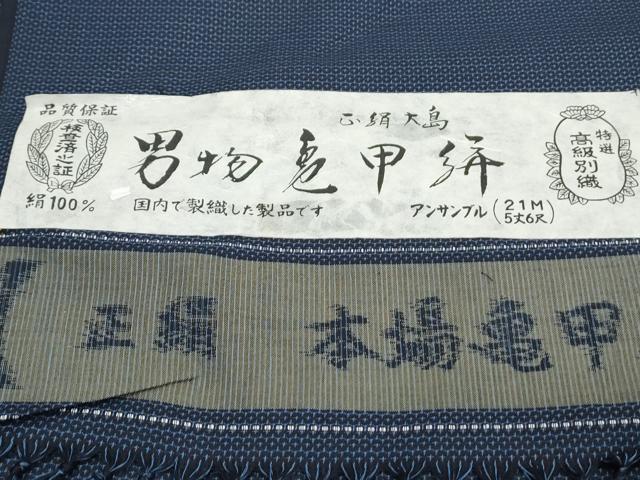 品質保証
検査済之証
絹100%
正絹大島
男物亀甲絣
国内で製織した製品です
アンサンブル(21M 5丈6尺)
特選
高級別織
正絹 本場亀甲